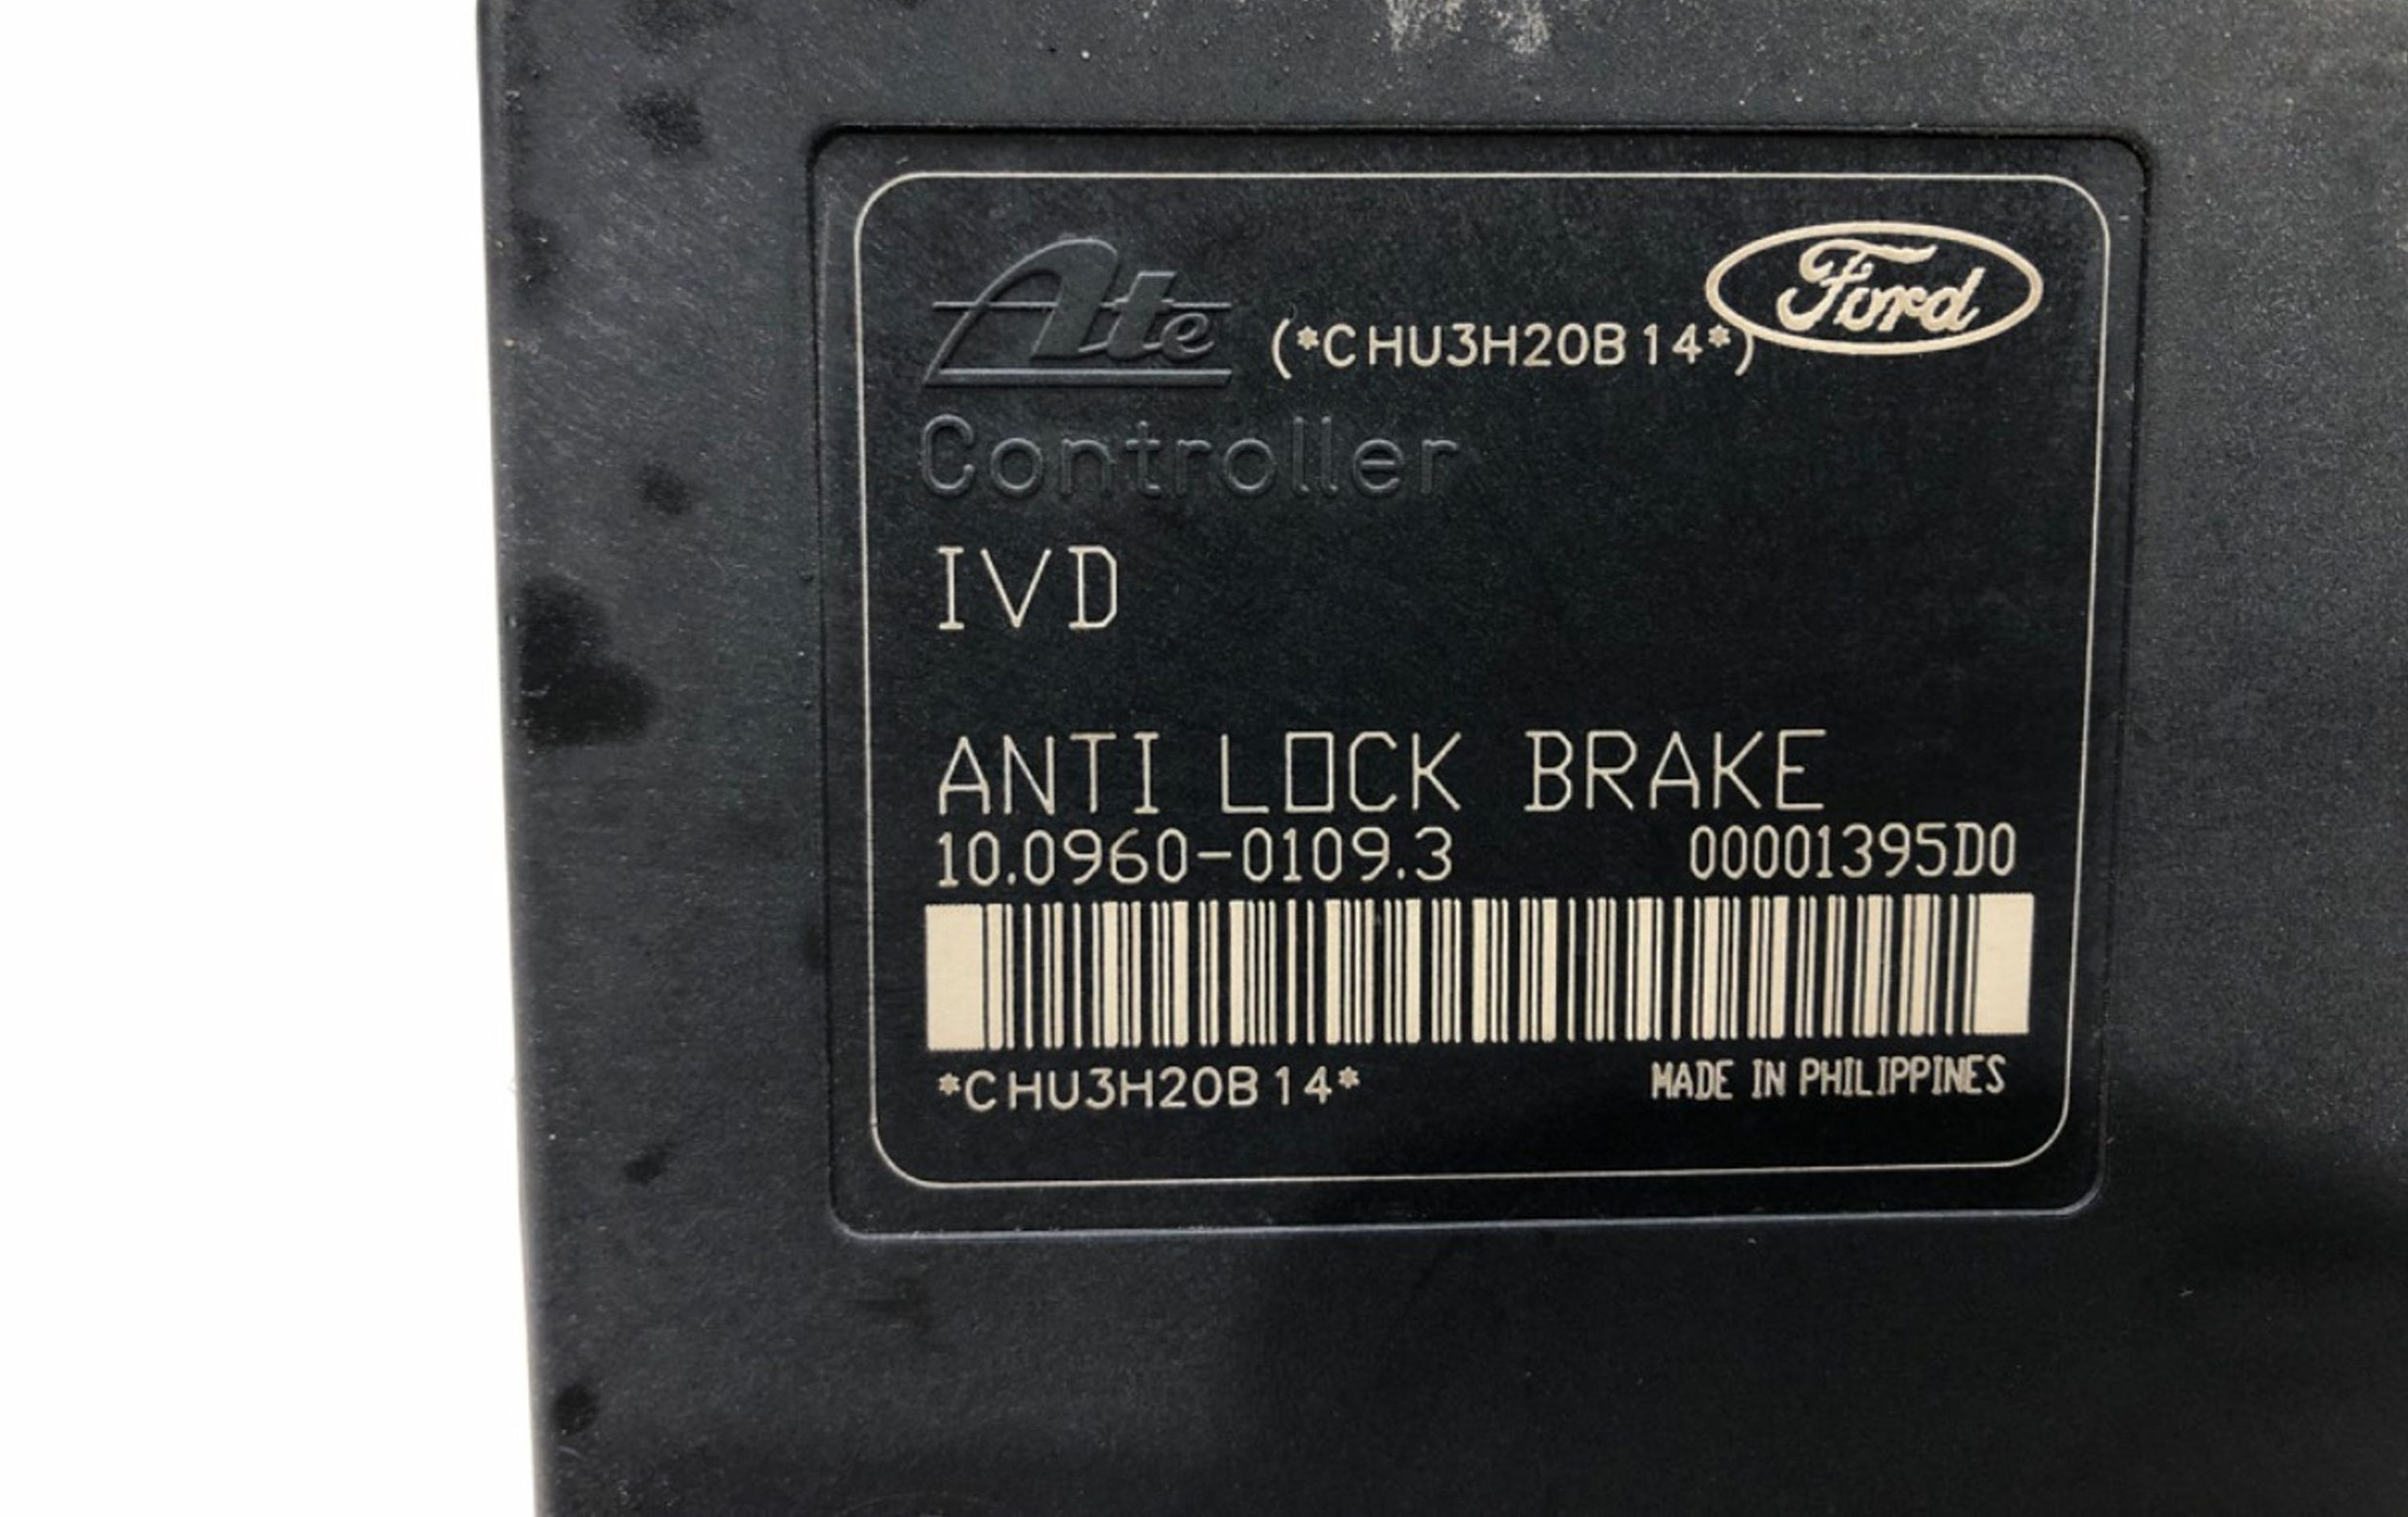 Ate (*CHU3H20B14*) Ford
Controller
IVD
ANTI LOCK BRAKE
10.0960-0109.3 00001395D0
*CHU3H20B14* MADE IN PHILIPPINES